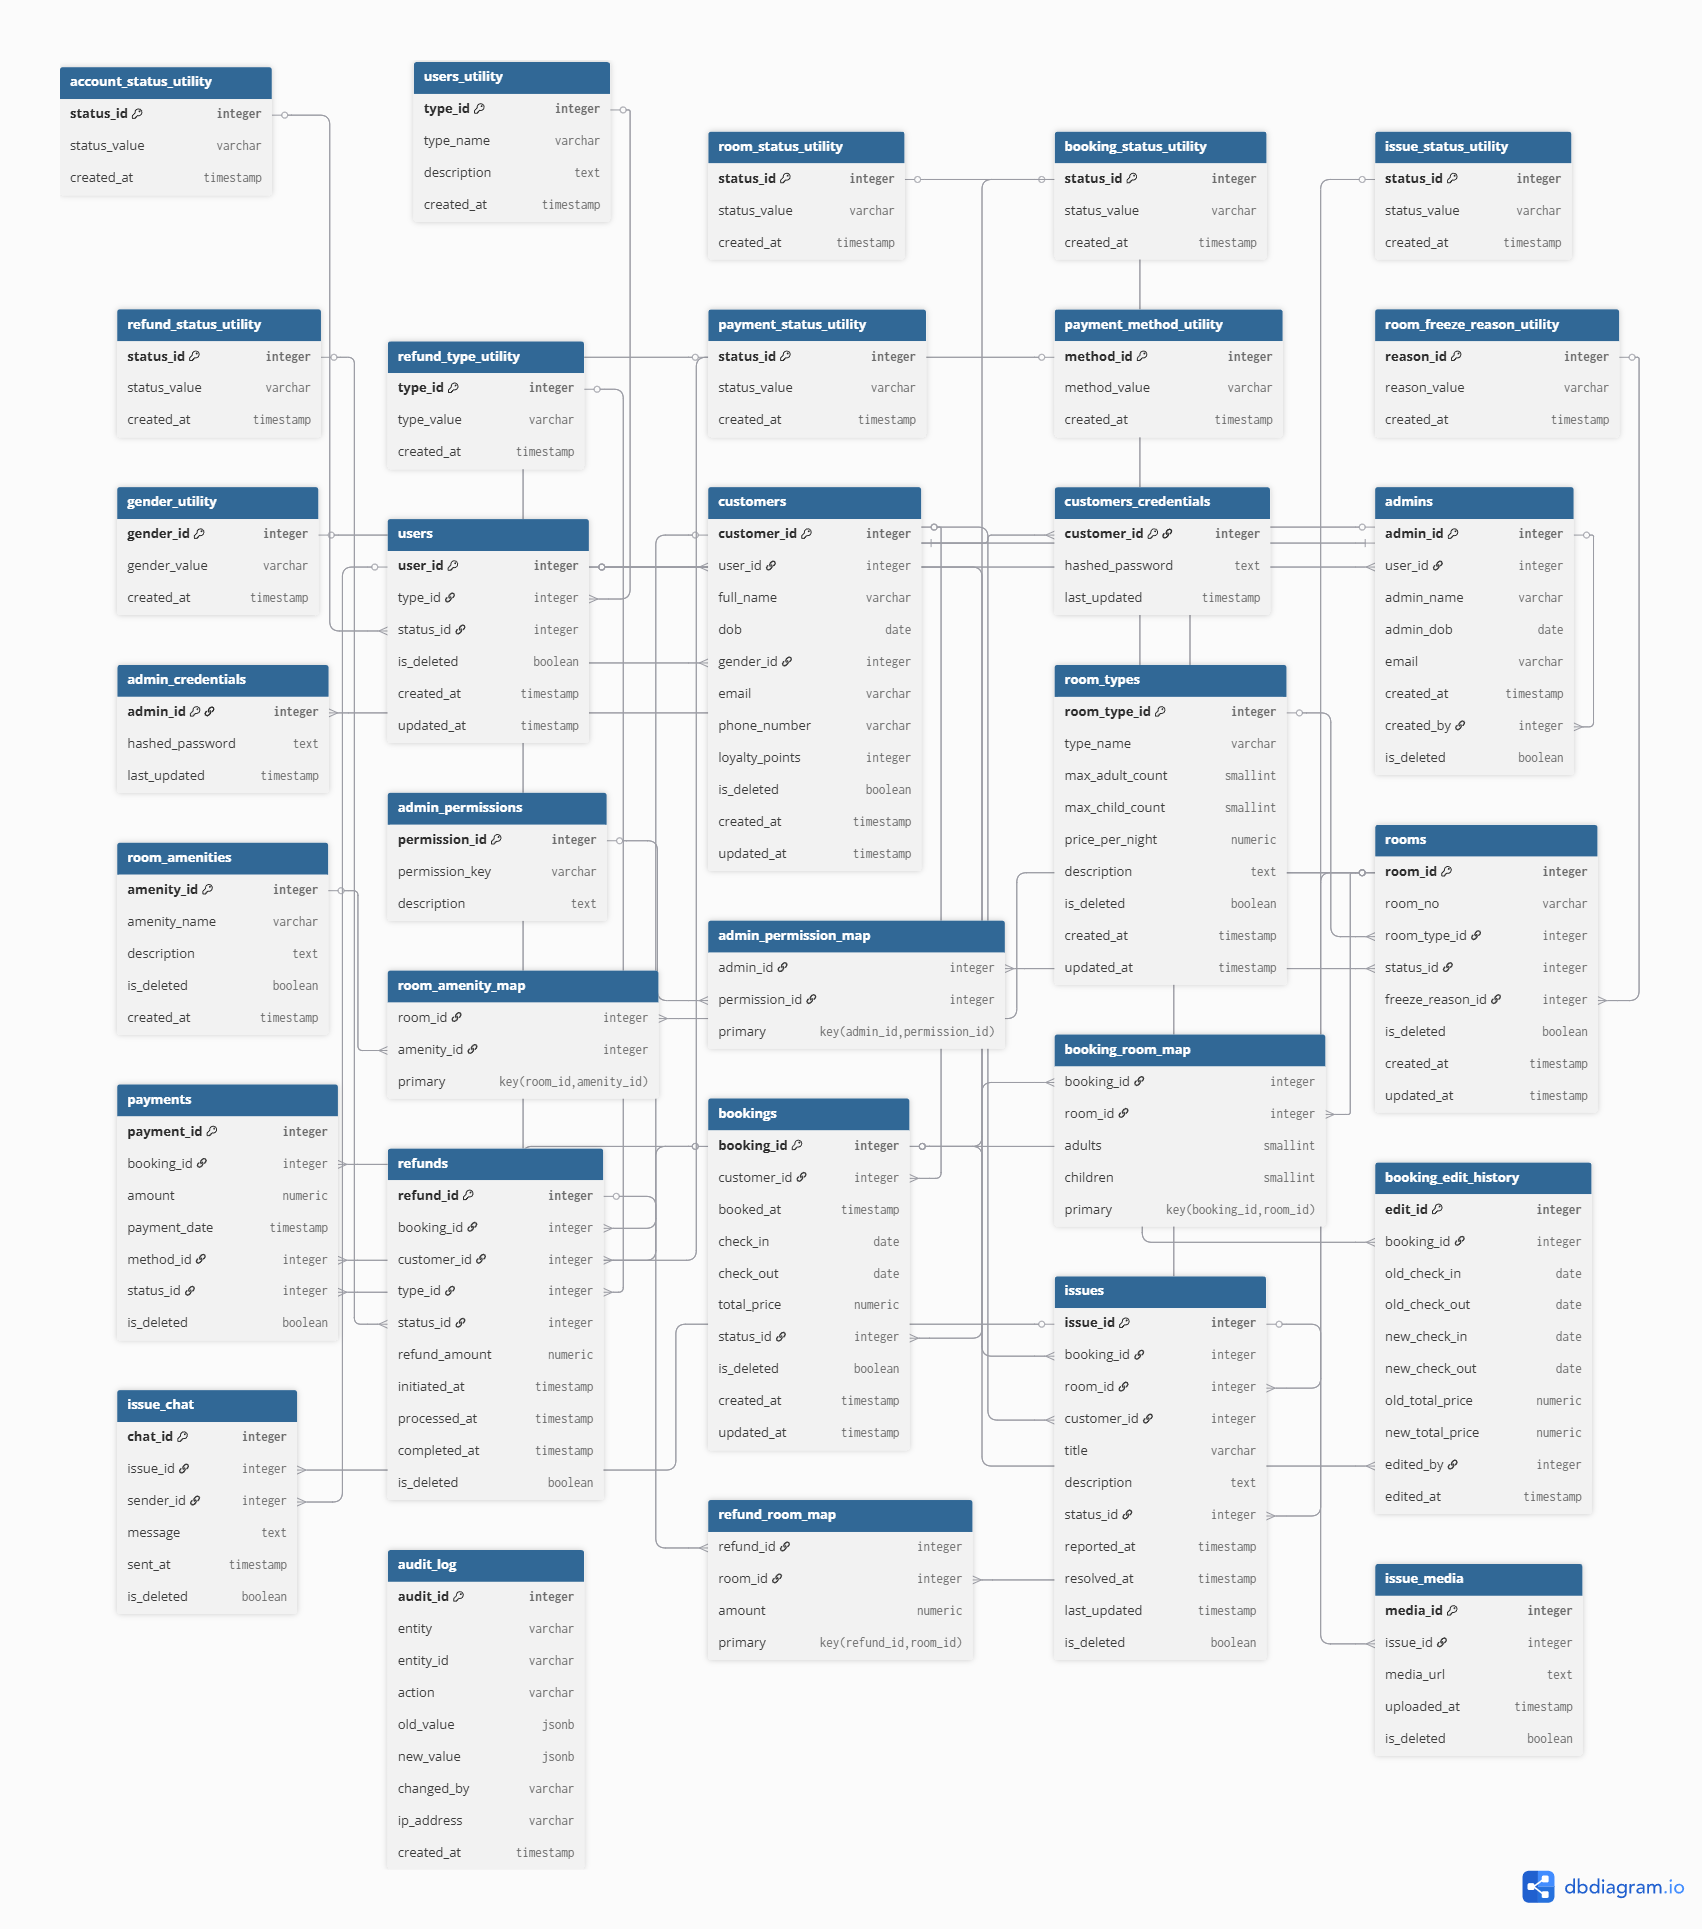 account_status_utility
status_id integer
status_value varchar
created_at timestamp
users_utility
type_id integer
type_name varchar
description text
created_at timestamp
room_status_utility
status_id integer
status_value varchar
created_at timestamp
booking_status_utility
status_id integer
status_value varchar
created_at timestamp
issue_status_utility
status_id integer
status_value varchar
created_at timestamp
refund_status_utility
status_id integer
status_value varchar
created_at timestamp
refund_type_utility
type_id integer
type_value varchar
created_at timestamp
payment_status_utility
status_id integer
status_value varchar
created_at timestamp
payment_method_utility
method_id integer
method_value varchar
created_at timestamp
room_freeze_reason_utility
reason_id integer
reason_value varchar
created_at timestamp
gender_utility
gender_id integer
gender_value varchar
created_at timestamp
users
user_id integer
type_id integer
status_id integer
is_deleted boolean
created_at timestamp
updated_at timestamp
customers
customer_id integer
user_id integer
full_name varchar
dob date
gender_id integer
email varchar
phone_number varchar
loyalty_points integer
is_deleted boolean
created_at timestamp
updated_at timestamp
customers_credentials
customer_id integer
hashed_password text
last_updated timestamp
admins
admin_id integer
user_id integer
admin_name varchar
admin_dob date
email varchar
created_at timestamp
created_by integer
is_deleted boolean
admin_credentials
admin_id integer
hashed_password text
last_updated timestamp
admin_permissions
permission_id integer
permission_key varchar
description text
room_types
room_type_id integer
type_name varchar
max_adult_count smallint
max_child_count smallint
price_per_night numeric
description text
is_deleted boolean
created_at timestamp
updated_at timestamp
rooms
room_id integer
room_no varchar
room_type_id integer
status_id integer
freeze_reason_id integer
is_deleted boolean
created_at timestamp
updated_at timestamp
room_amenities
amenity_id integer
amenity_name varchar
description text
is_deleted boolean
created_at timestamp
room_amenity_map
room_id integer
amenity_id integer
primary key(room_id,amenity_id)
admin_permission_map
admin_id integer
permission_id integer
primary key(admin_id,permission_id)
booking_room_map
booking_id integer
room_id integer
adults smallint
children smallint
primary key(booking_id,room_id)
payments
payment_id integer
booking_id integer
amount numeric
payment_date timestamp
method_id integer
status_id integer
is_deleted boolean
refunds
refund_id integer
booking_id integer
customer_id integer
type_id integer
status_id integer
refund_amount numeric
initiated_at timestamp
processed_at timestamp
completed_at timestamp
is_deleted boolean
bookings
booking_id integer
customer_id integer
booked_at timestamp
check_in date
check_out date
total_price numeric
status_id integer
is_deleted boolean
created_at timestamp
updated_at timestamp
booking_edit_history
edit_id integer
booking_id integer
old_check_in date
old_check_out date
new_check_in date
new_check_out date
old_total_price numeric
new_total_price numeric
edited_by integer
edited_at timestamp
issues
issue_id integer
booking_id integer
room_id integer
customer_id integer
title varchar
description text
status_id integer
reported_at timestamp
resolved_at timestamp
last_updated timestamp
is_deleted boolean
issue_chat
chat_id integer
issue_id integer
sender_id integer
message text
sent_at timestamp
is_deleted boolean
refund_room_map
refund_id integer
room_id integer
amount numeric
primary key(refund_id,room_id)
audit_log
audit_id integer
entity varchar
entity_id varchar
action varchar
old_value jsonb
new_value jsonb
changed_by varchar
ip_address varchar
created_at timestamp
issue_media
media_id integer
issue_id integer
media_url text
uploaded_at timestamp
is_deleted boolean
dbdiagram.io